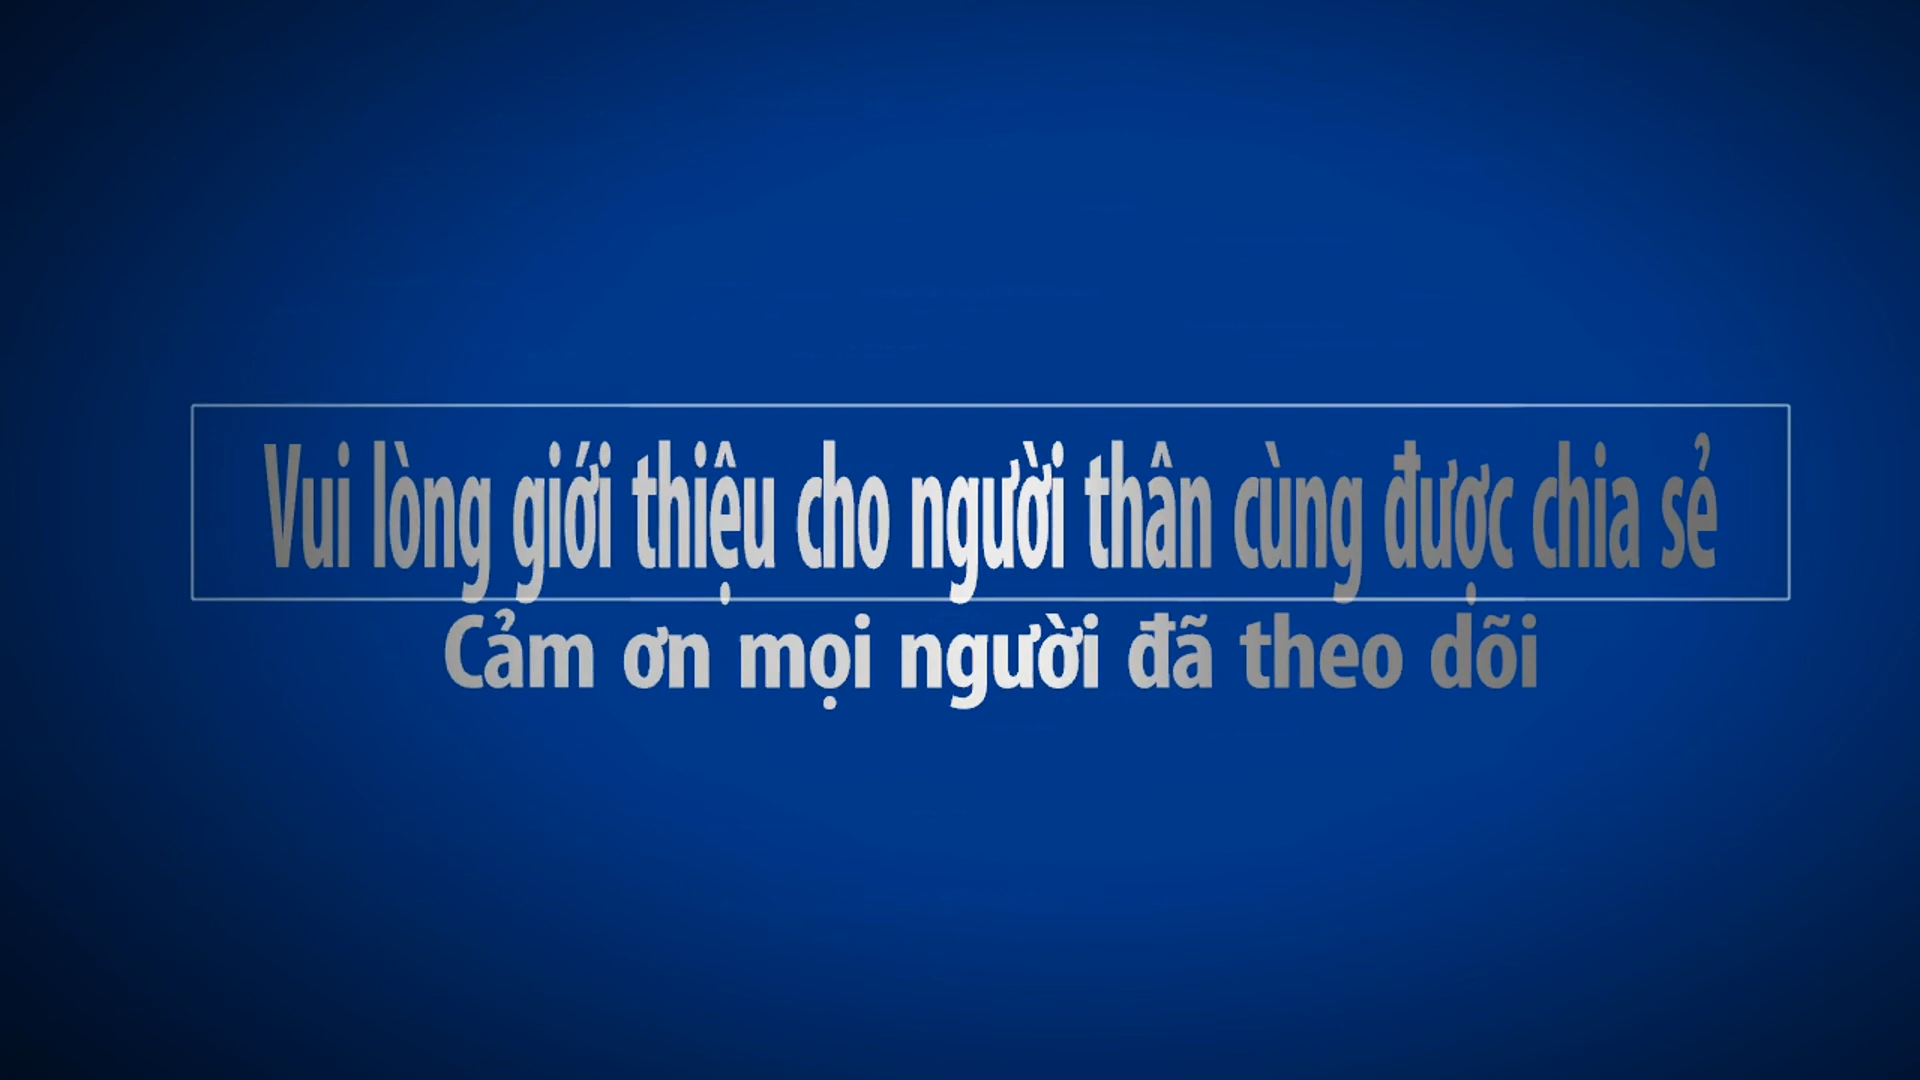 Vui lòng giới thiệu cho người thân cùng được chia sẻ
Cảm ơn mọi người đã theo dõi